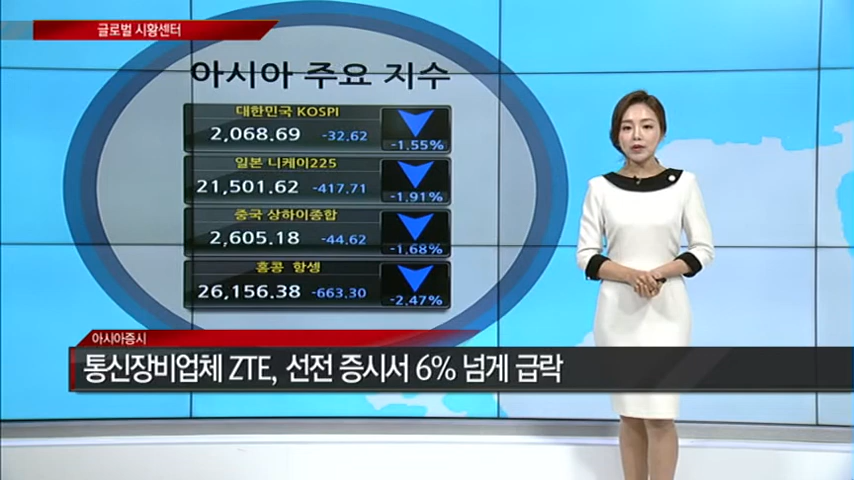 글로벌 시황센터
아시아 주요 지수
대한민국 KOSPI
2,068.69 -32.62 -1.55%
일본 니케이225
21,501.62 -417.71 -1.91%
중국 상하이종합
2,605.18 -44.62 -1.68%
홍콩 항셍
26,156.38 -663.30 -2.47%
아시아증시
통신장비업체 ZTE, 선전 증시서 6% 넘게 급락